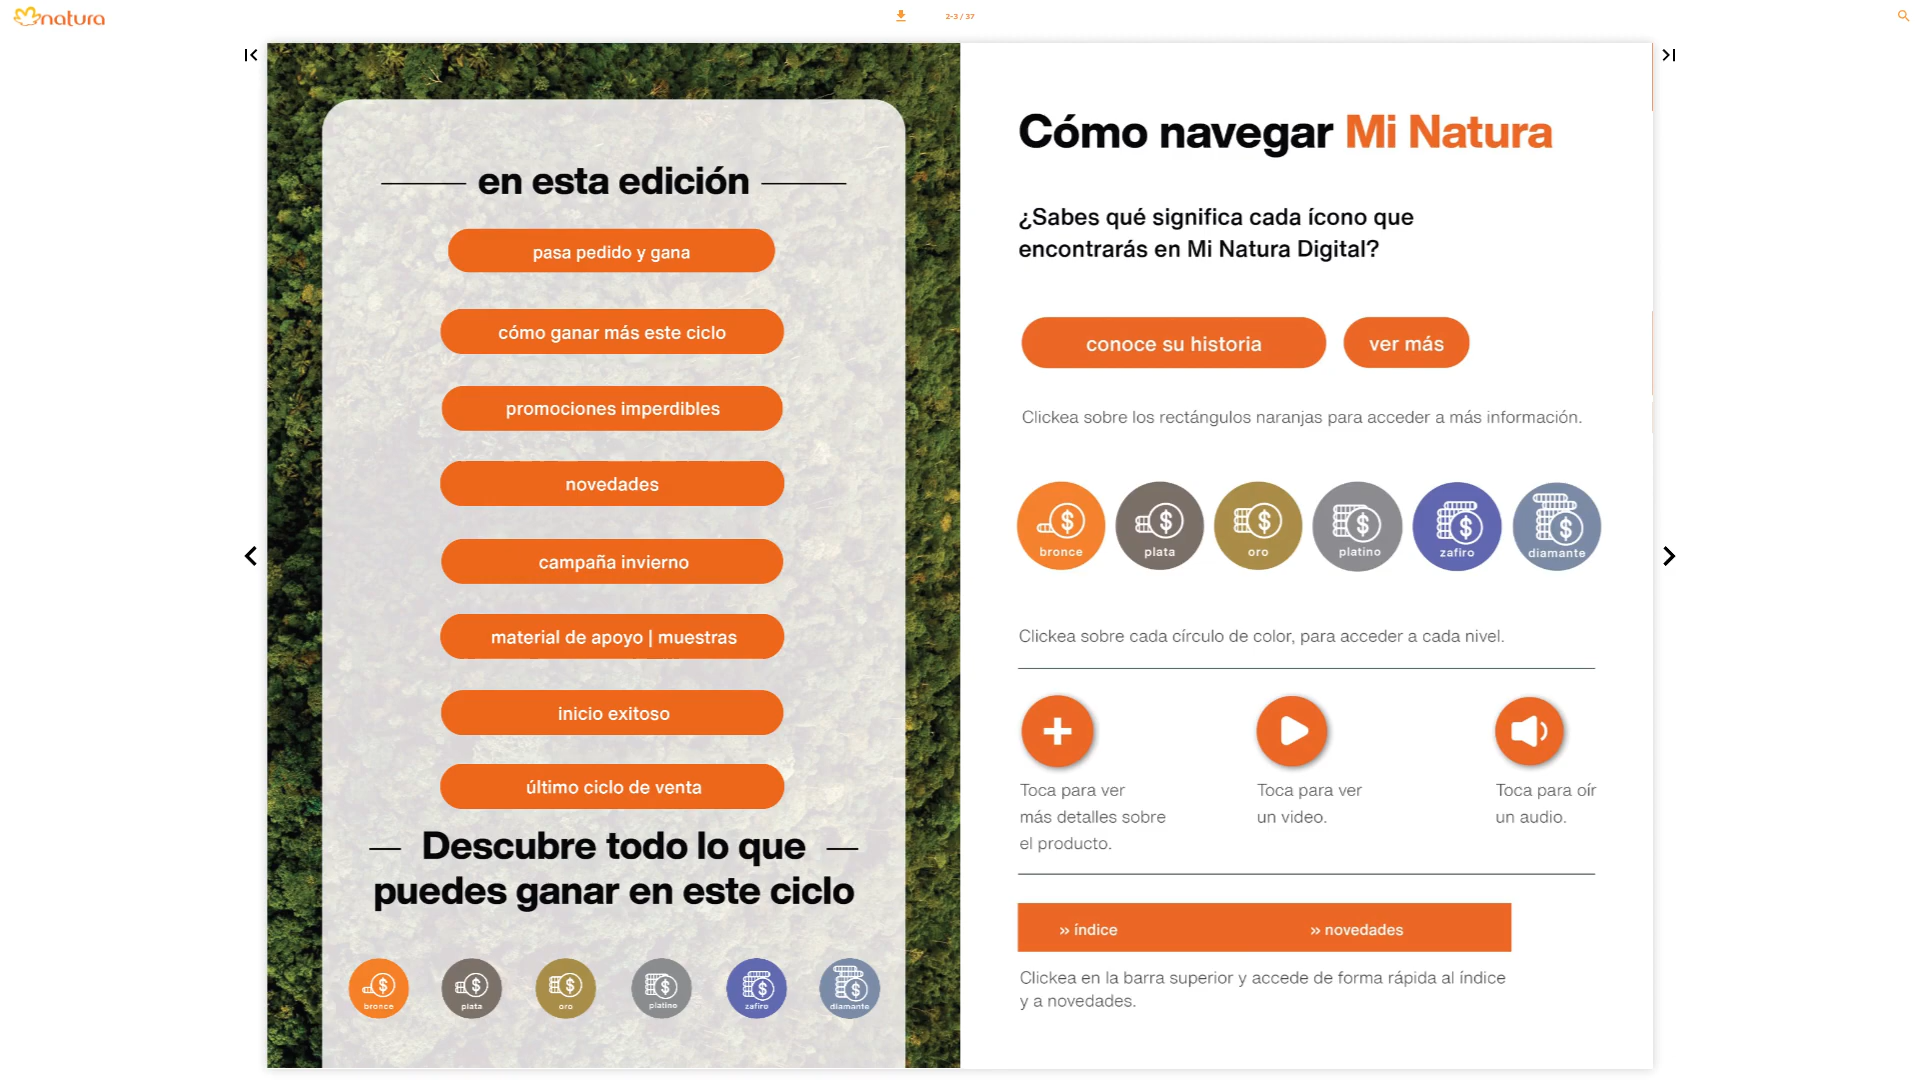 natura
2-3 / 37
en esta edición
pasa pedido y gana
cómo ganar más este ciclo
promociones imperdibles
novedades
campaña invierno
material de apoyo | muestras
inicio exitoso
último ciclo de venta
Descubre todo lo que
puedes ganar en este ciclo
bronce
plata
oro
platino
zafiro
diamante
Cómo navegar Mi Natura
¿Sabes qué significa cada ícono que
encontrarás en Mi Natura Digital?
conoce su historia
ver más
Clickea sobre los rectángulos naranjas para acceder a más información.
bronce
plata
oro
platino
zafiro
diamante
Clickea sobre cada círculo de color, para acceder a cada nivel.
Toca para ver
más detalles sobre
el producto.
Toca para ver
un video.
Toca para oír
un audio.
›› índice
›› novedades
Clickea en la barra superior y accede de forma rápida al índice
y a novedades.